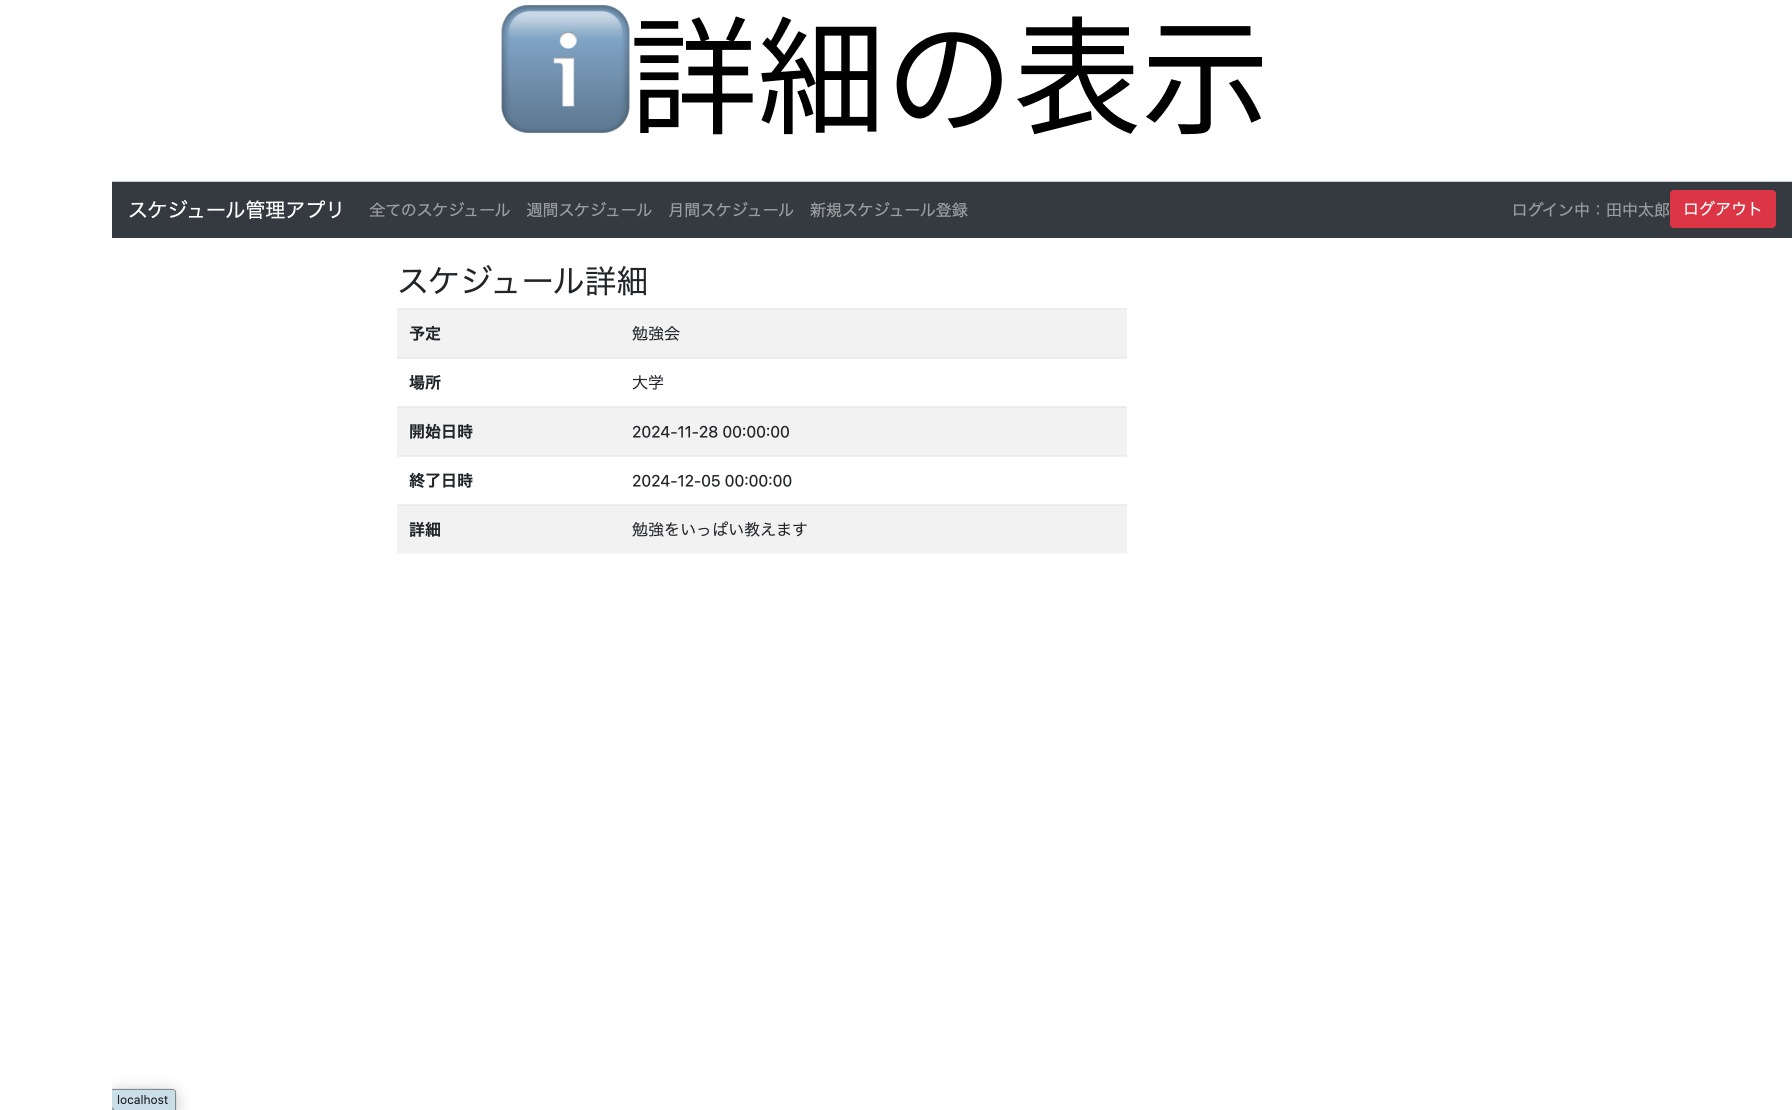 ℹ️詳細の表示
スケジュール管理アプリ 全てのスケジュール 週間スケジュール 月間スケジュール 新規スケジュール登録 ログイン中：田中太郎 ログアウト
スケジュール詳細
予定 勉強会
場所 大学
開始日時 2024-11-28 00:00:00
終了日時 2024-12-05 00:00:00
詳細 勉強をいっぱい教えます
localhost